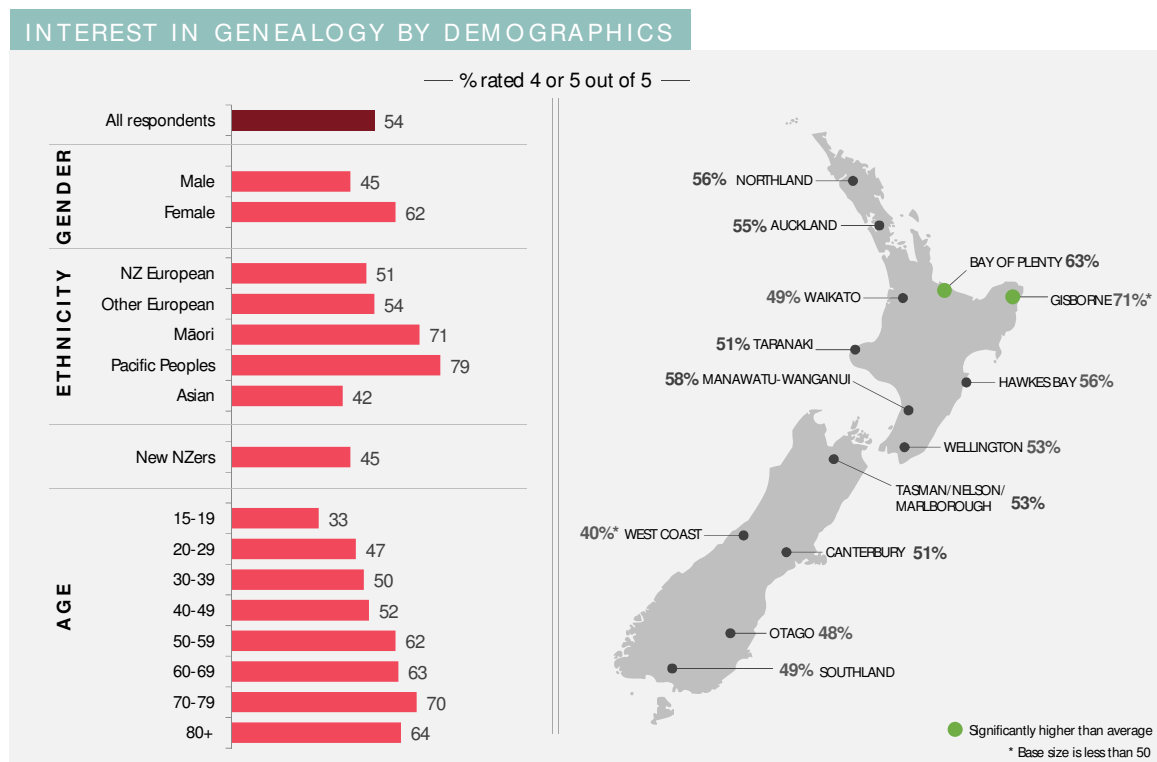 INTEREST IN GENEALOGY BY DEMOGRAPHICS
% rated 4 or 5 out of 5
All respondents 54
GENDER
Male 45
Female 62
ETHNICITY
NZ European 51
Other European 54
Māori 71
Pacific Peoples 79
Asian 42
New NZers 45
AGE
15-19 33
20-29 47
30-39 50
40-49 52
50-59 62
60-69 63
70-79 70
80+ 64
56% NORTHLAND
55% AUCKLAND
BAY OF PLENTY 63%
49% WAIKATO
GISBORNE 71%*
51% TARANAKI
58% MANAWATU-WANGANUI
HAWKES BAY 56%
WELLINGTON 53%
TASMAN/NELSON/
MARLBOROUGH 53%
40%* WEST COAST
CANTERBURY 51%
OTAGO 48%
49% SOUTHLAND
Significantly higher than average
* Base size is less than 50